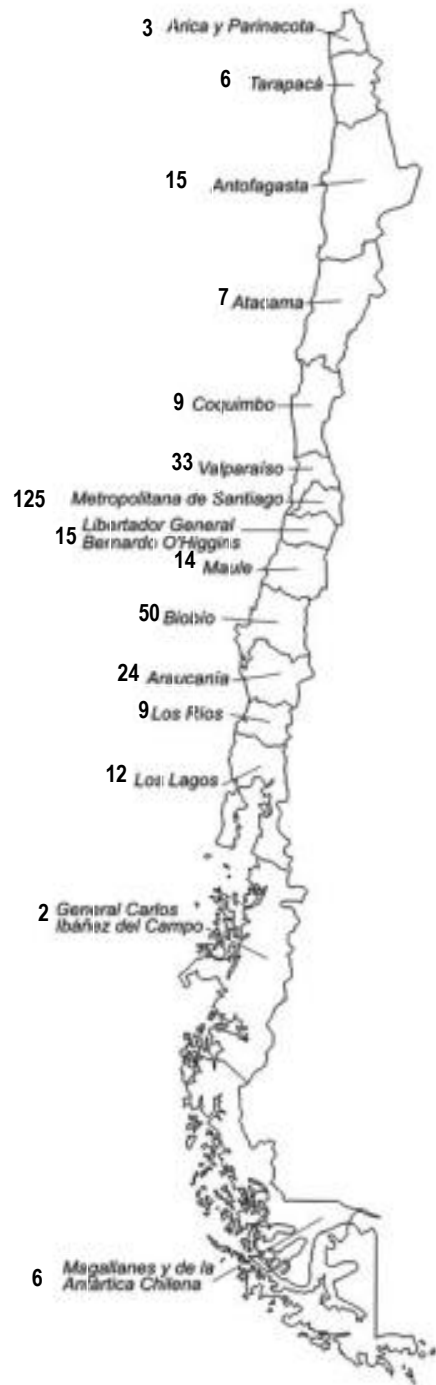 3 Arica y Parinacota
6 Tarapacá
15 Antofagasta
7 Atacama
9 Coquimbo
33 Valparaíso
125 Metropolitana de Santiago
15 Libertador General
Bernardo O'Higgins
14 Maule
50 Biobio
24 Araucanía
9 Los Ríos
12 Los Lagos
2 General Carlos
Ibáñez del Campo
6 Magallanes y de la
Antártica Chilena